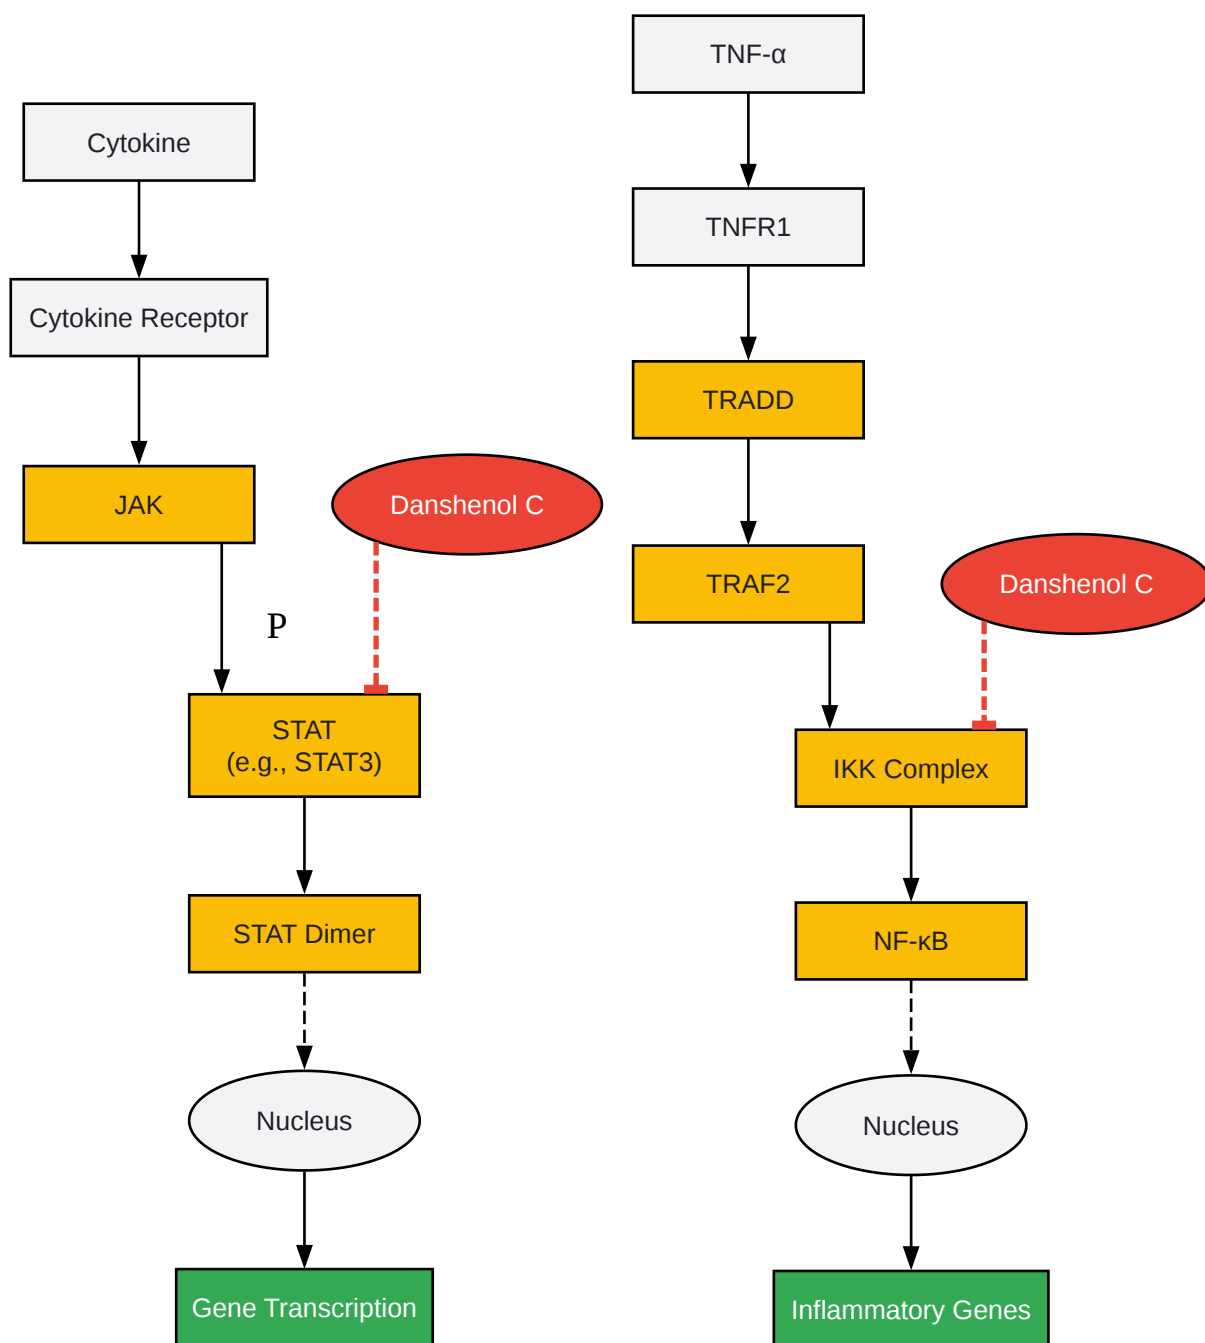 Cytokine
Cytokine Receptor
JAK
Danshenol C
P
STAT
(e.g., STAT3)
STAT Dimer
Nucleus
Gene Transcription
TNF-α
TNFR1
TRADD
TRAF2
Danshenol C
IKK Complex
NF-κB
Nucleus
Inflammatory Genes